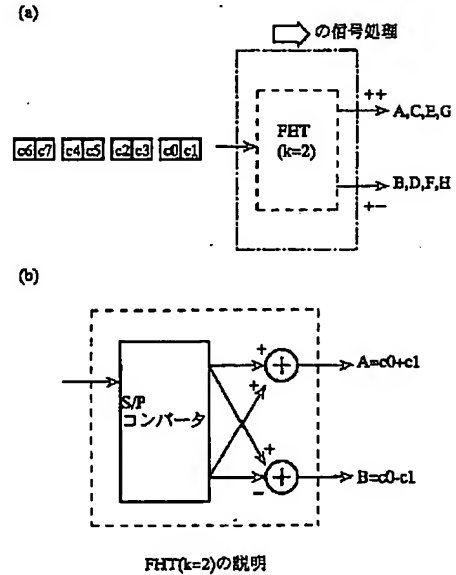 (a)
の信号処理
++
A,C,E,G
FHT
(k=2)
c6 c7 c4 c5 c2 c3 c0 c1
B,D,F,H
+-
(b)
+
A=c0+c1
+
S/P
コンバータ
+
-
B=c0-c1
FHT(k=2)の説明